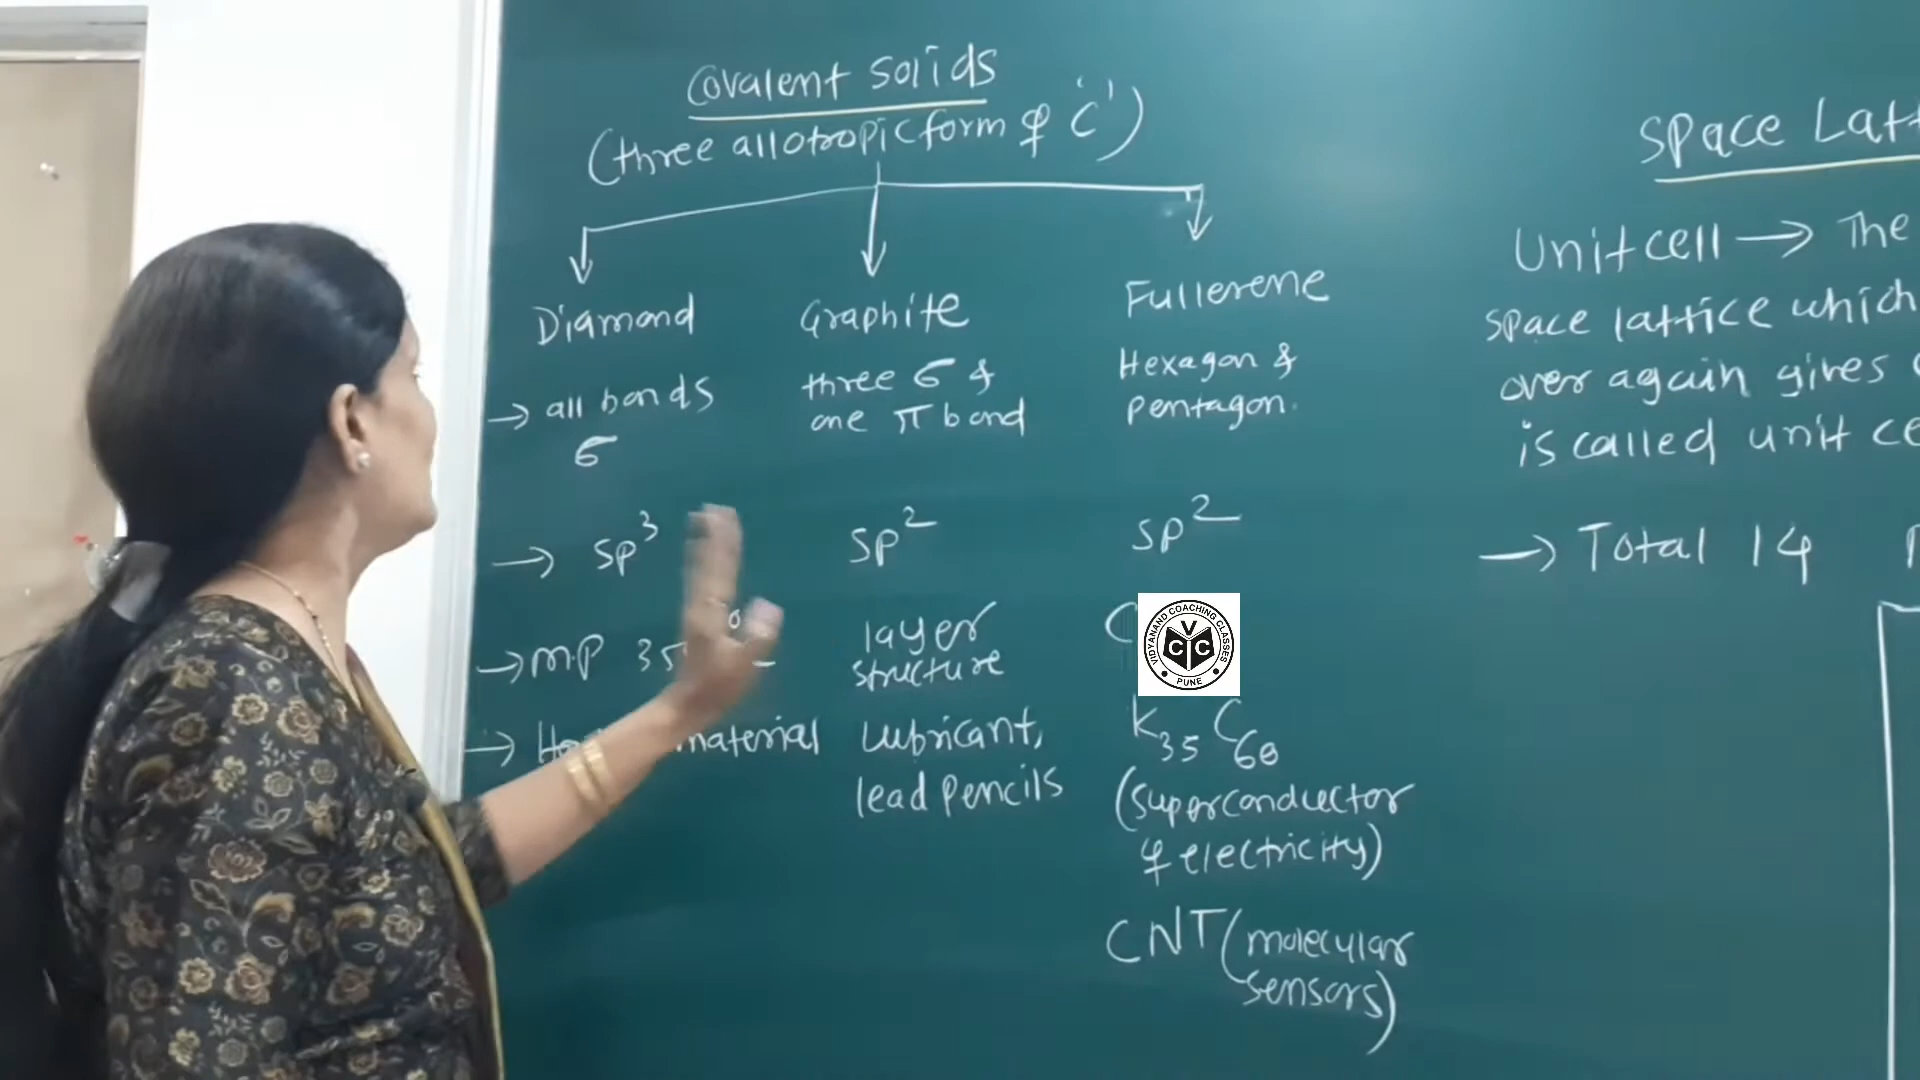 Covalent solids
(three allotropic form of 'C')
Diamond
→ all bonds
σ
→ sp³
→ m.p 35
material
Graphite
three σ &
one π bond
sp²
layer
structure
Lubricant,
lead pencils
Fullerene
Hexagon &
pentagon.
sp²
C
K35 C60
(superconductor
of electricity)
CNT (molecular
sensors)
VIDYANAND COACHING CLASSES
VCC
PUNE
Space Latt
Unit cell → The
space lattice which
over again gives
is called unit ce
→ Total 14